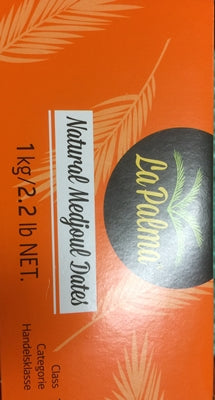 La Palma
Natural Medjoul Dates
1 kg/2.2 lb NET.
Class
Categorie
Handelsklasse